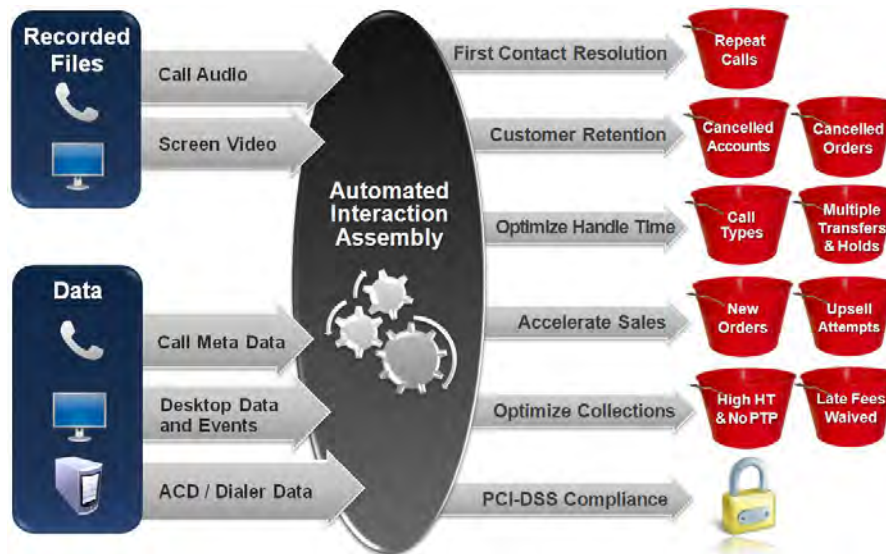 Recorded
Files
Call Audio
Screen Video
Data
Call Meta Data
Desktop Data
and Events
ACD / Dialer Data
Automated
Interaction
Assembly
First Contact Resolution
Repeat
Calls
Customer Retention
Cancelled
Accounts
Cancelled
Orders
Optimize Handle Time
Call
Types
Multiple
Transfers
& Holds
Accelerate Sales
New
Orders
Upsell
Attempts
Optimize Collections
High HT
& No PTP
Late Fees
Waived
PCI-DSS Compliance